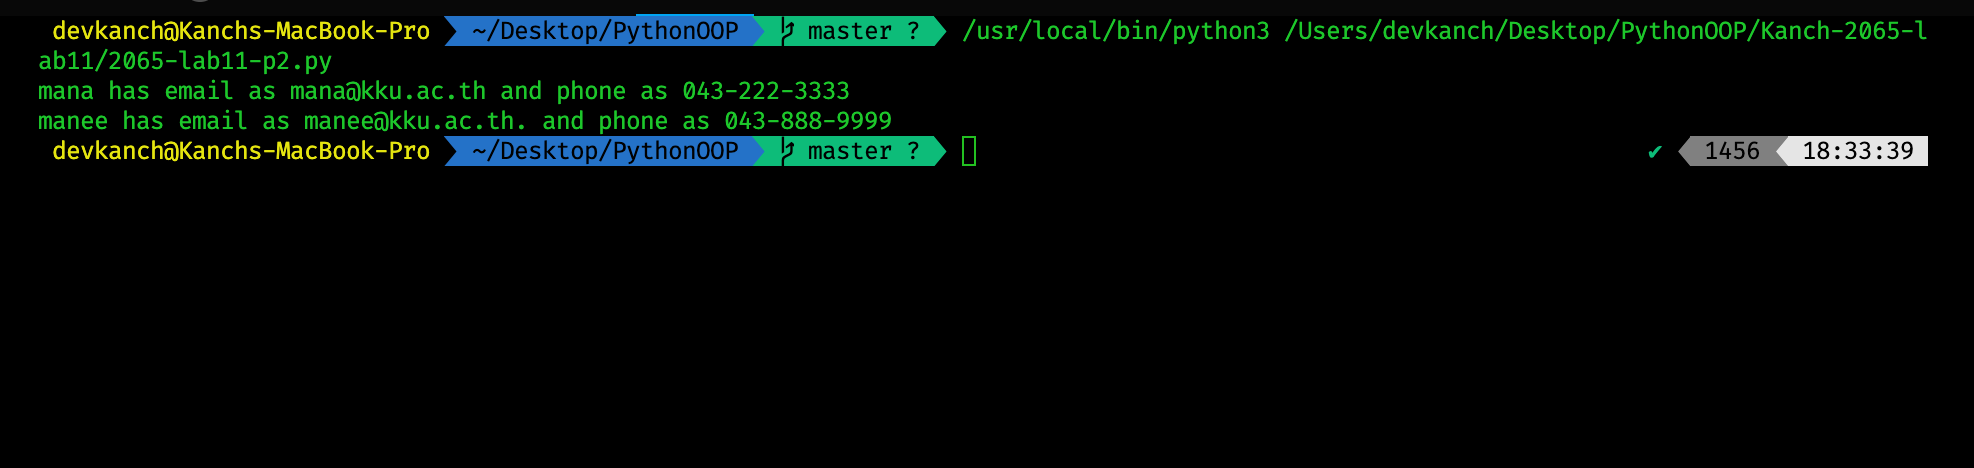 devkanch@Kanchs-MacBook-Pro ~/Desktop/PythonOOP master ? /usr/local/bin/python3 /Users/devkanch/Desktop/PythonOOP/Kanch-2065-l
ab11/2065-lab11-p2.py
mana has email as mana@kku.ac.th and phone as 043-222-3333
manee has email as manee@kku.ac.th. and phone as 043-888-9999
devkanch@Kanchs-MacBook-Pro ~/Desktop/PythonOOP master ? ✔ 1456 18:33:39